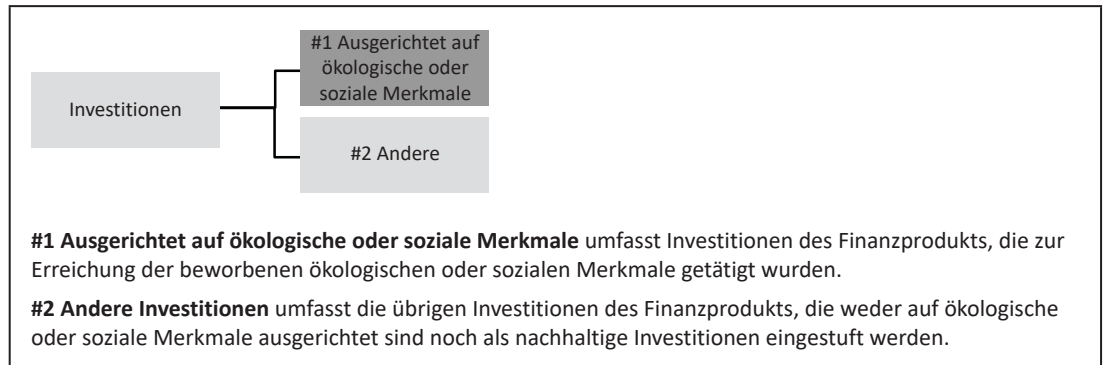 #1 Ausgerichtet auf
ökologische oder
soziale Merkmale
Investitionen
#2 Andere
#1 Ausgerichtet auf ökologische oder soziale Merkmale umfasst Investitionen des Finanzprodukts, die zur
Erreichung der beworbenen ökologischen oder sozialen Merkmale getätigt wurden.
#2 Andere Investitionen umfasst die übrigen Investitionen des Finanzprodukts, die weder auf ökologische
oder soziale Merkmale ausgerichtet sind noch als nachhaltige Investitionen eingestuft werden.